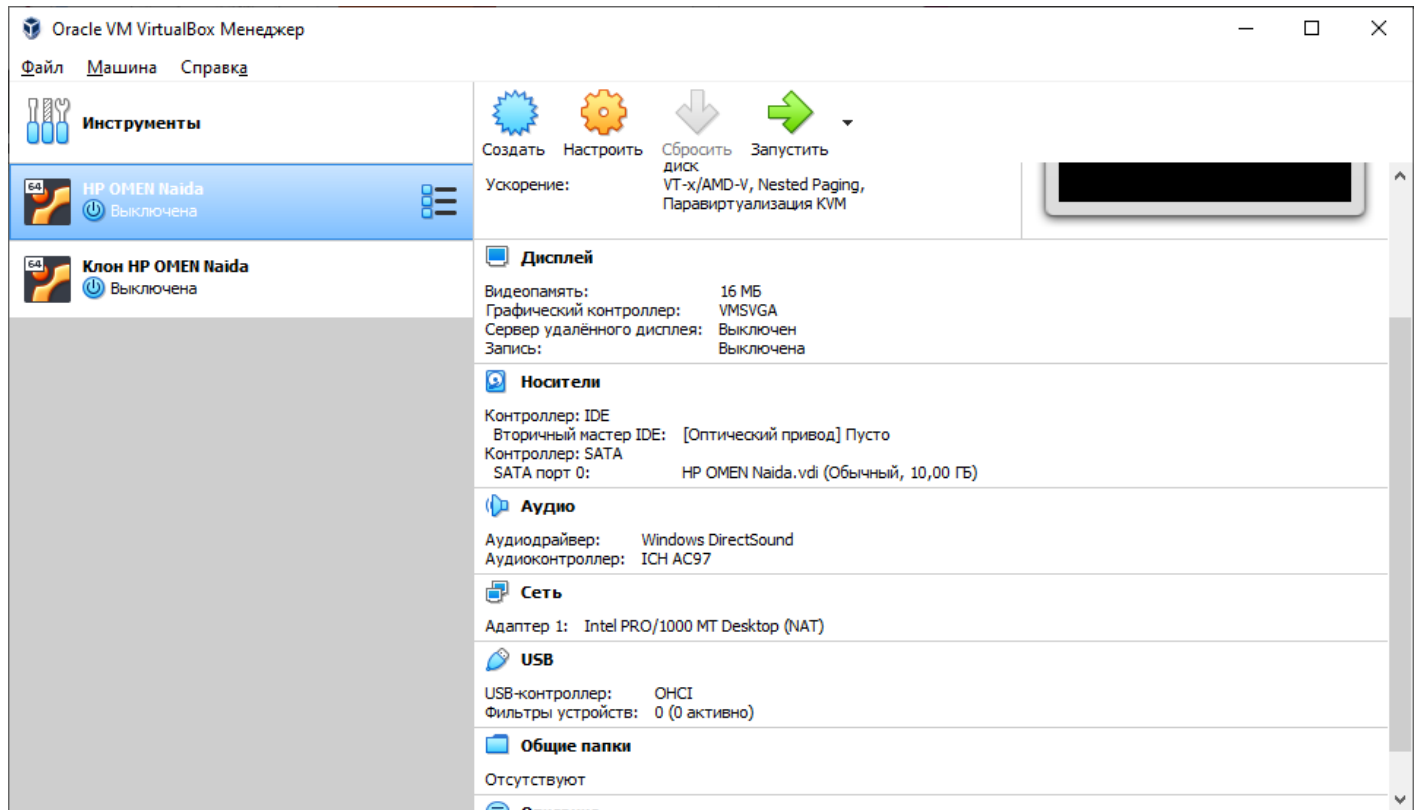 Oracle VM VirtualBox Менеджер
Файл Машина Справка
Инструменты
Создать Настроить Сбросить Запустить
64
HP OMEN Naida
Выключена
64
Клон HP OMEN Naida
Выключена
диск
Ускорение: VT-x/AMD-V, Nested Paging,
Паравиртуализация KVM
Дисплей
Видеопамять: 16 МБ
Графический контроллер: VMSVGA
Сервер удалённого дисплея: Выключен
Запись: Выключена
Носители
Контроллер: IDE
Вторичный мастер IDE: [Оптический привод] Пусто
Контроллер: SATA
SATA порт 0: HP OMEN Naida.vdi (Обычный, 10,00 ГБ)
Аудио
Аудиодрайвер: Windows DirectSound
Аудиоконтроллер: ICH AC97
Сеть
Адаптер 1: Intel PRO/1000 MT Desktop (NAT)
USB
USB-контроллер: OHCI
Фильтры устройств: 0 (0 активно)
Общие папки
Отсутствуют